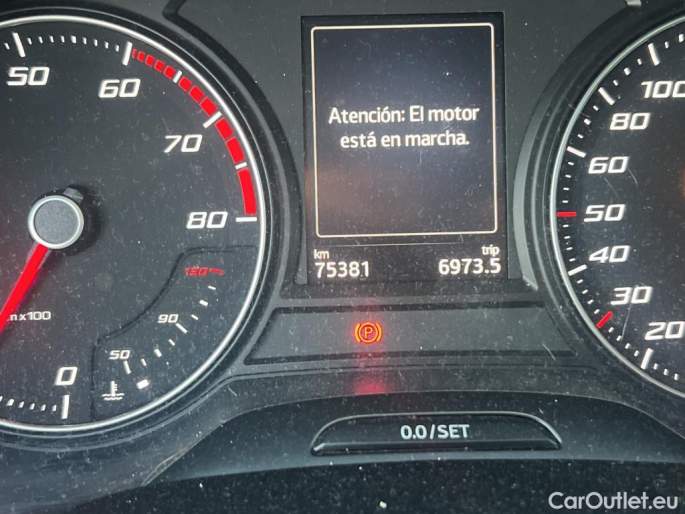 50
60
70
80
120
90
50
0
n x100
Atención: El motor
está en marcha.
km
75381
trip
6973.5
P
0.0/SET
100
80
60
50
40
30
20
CarOutlet.eu